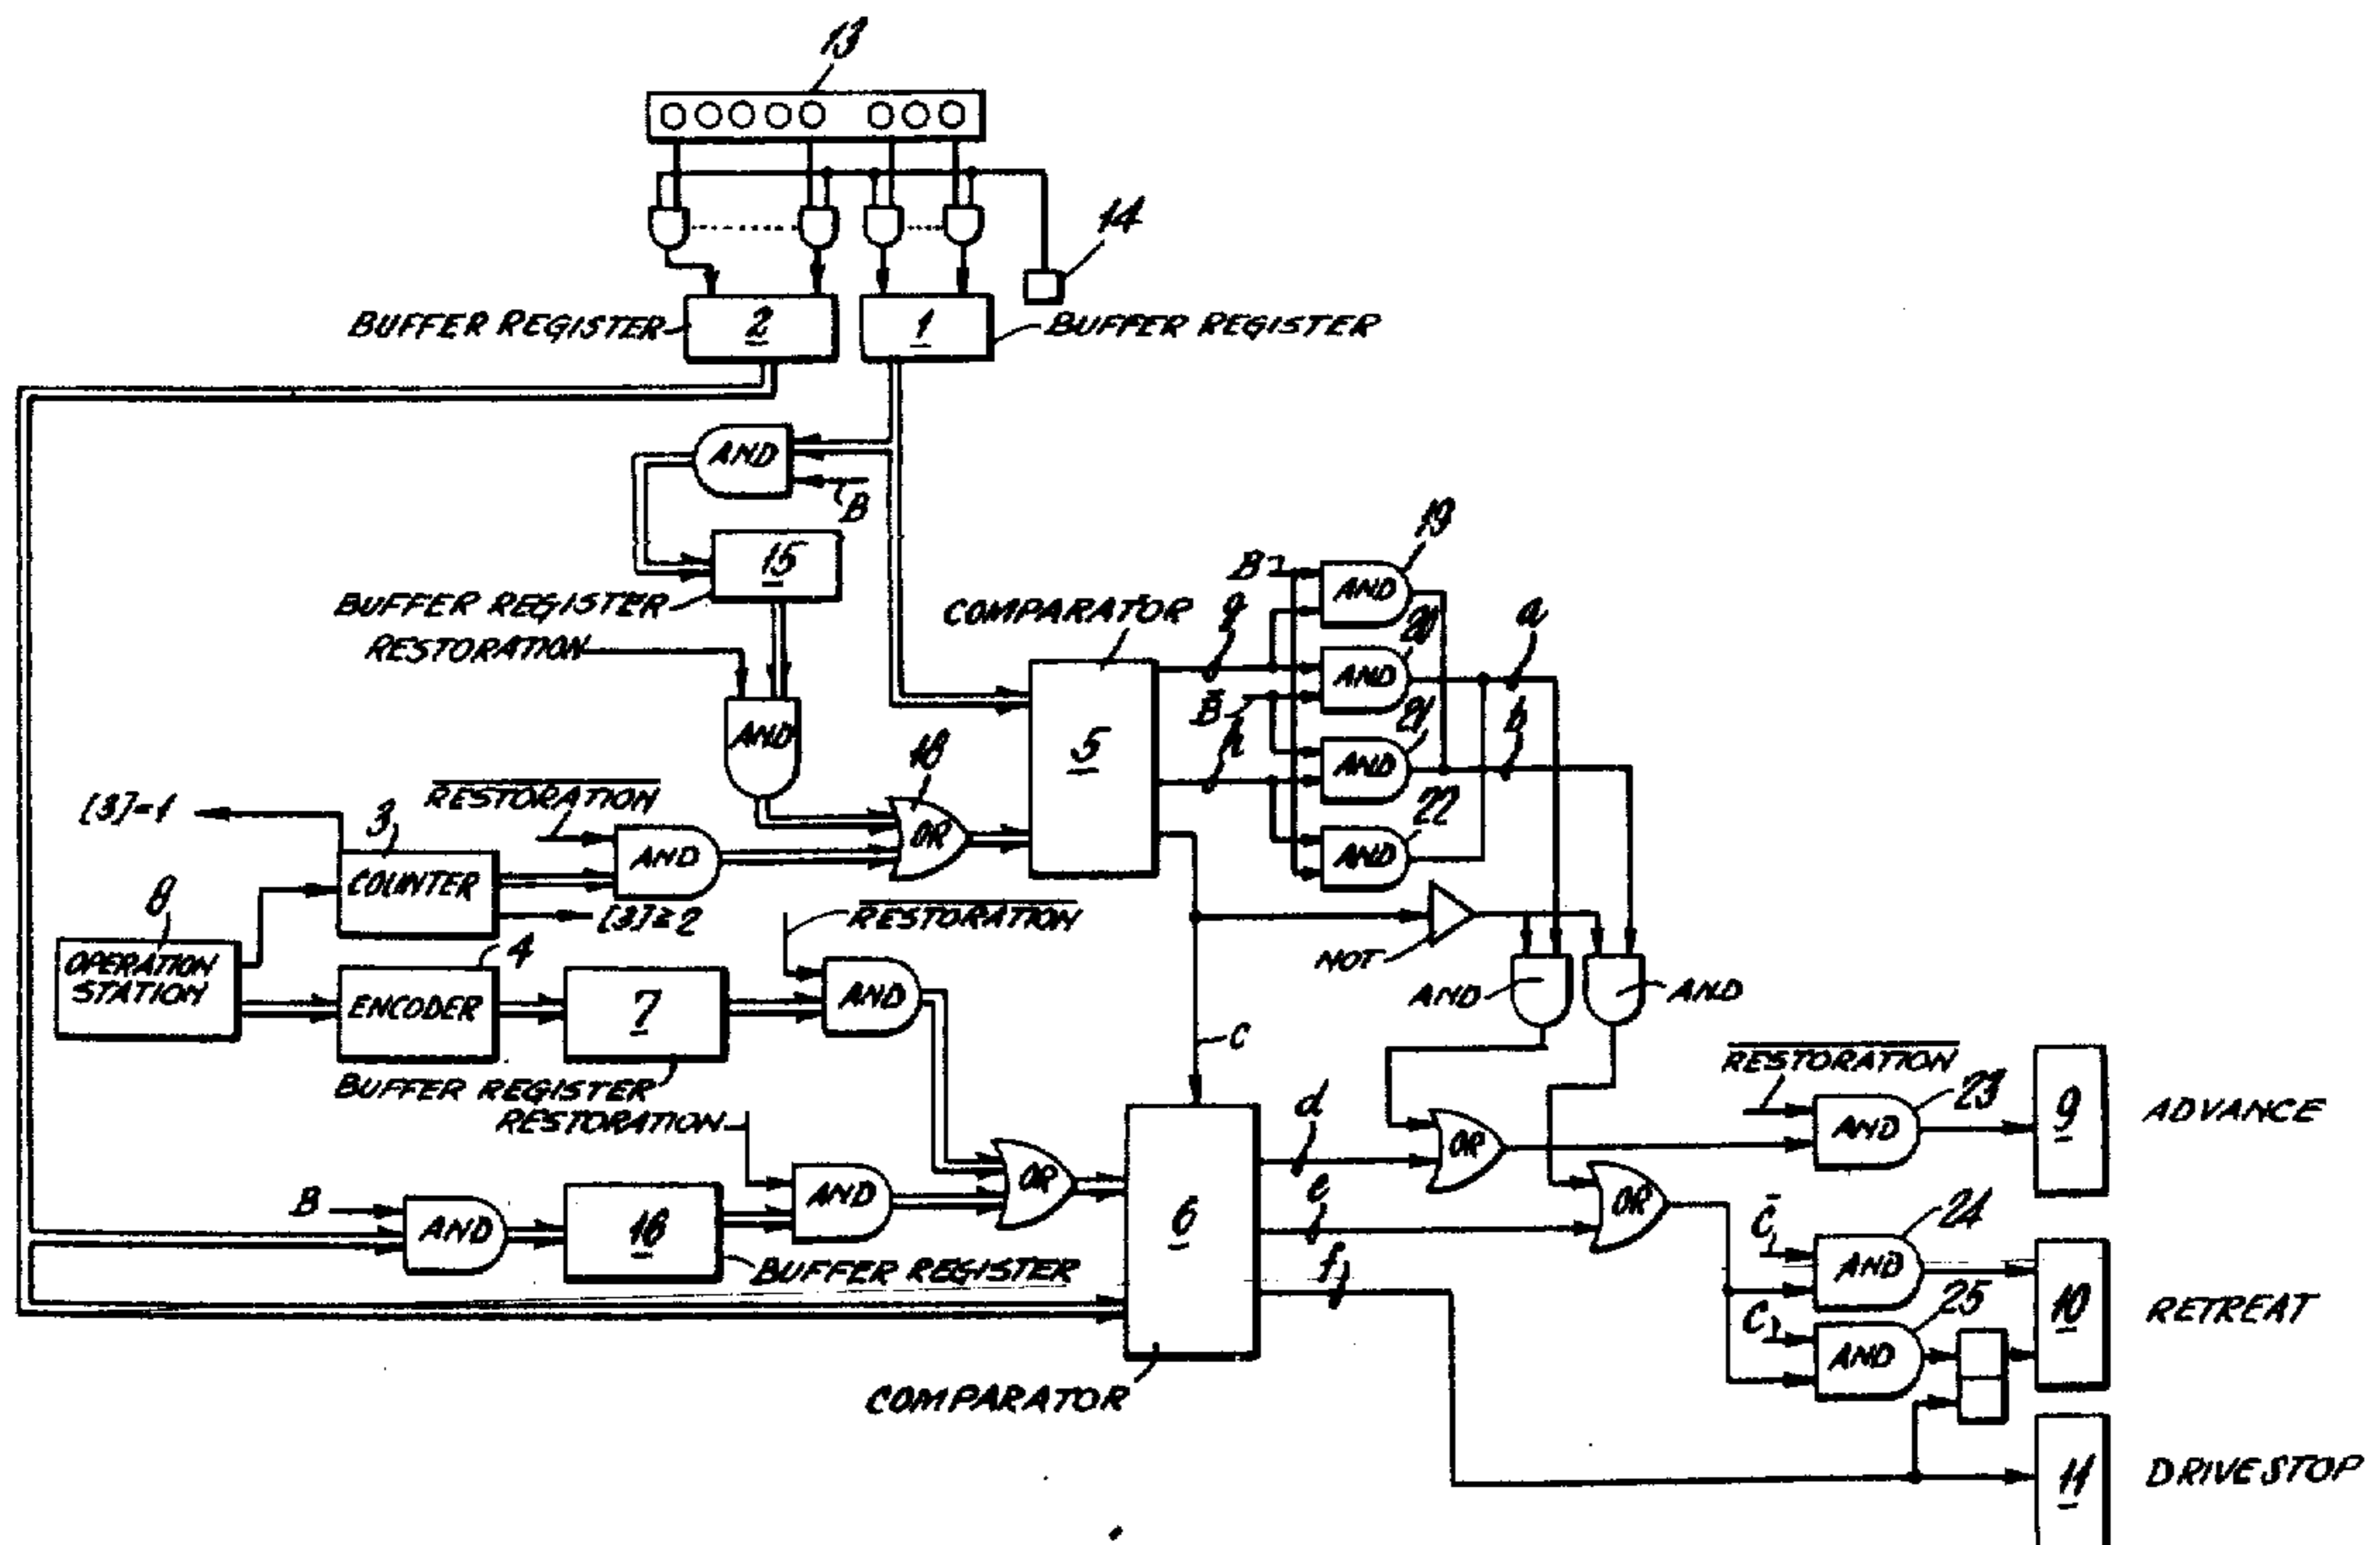 13
14
BUFFER REGISTER
2
1
BUFFER REGISTER
AND
B
15
BUFFER REGISTER
RESTORATION
AND
COMPARATOR
5
g
h
B
B̄
19
AND
20
AND
21
AND
22
AND
a
b
[3]=1
3
RESTORATION
COUNTER
AND
18
OR
[3]≥2
8
OPERATION
STATION
4
ENCODER
7
BUFFER REGISTER
RESTORATION
AND
NOT
AND
AND
C
RESTORATION
B
AND
16
BUFFER REGISTER
AND
OR
6
COMPARATOR
d
e
f
OR
OR
RESTORATION
AND
23
9
ADVANCE
C̄
AND
24
C
AND
25
10
RETREAT
11
DRIVE STOP